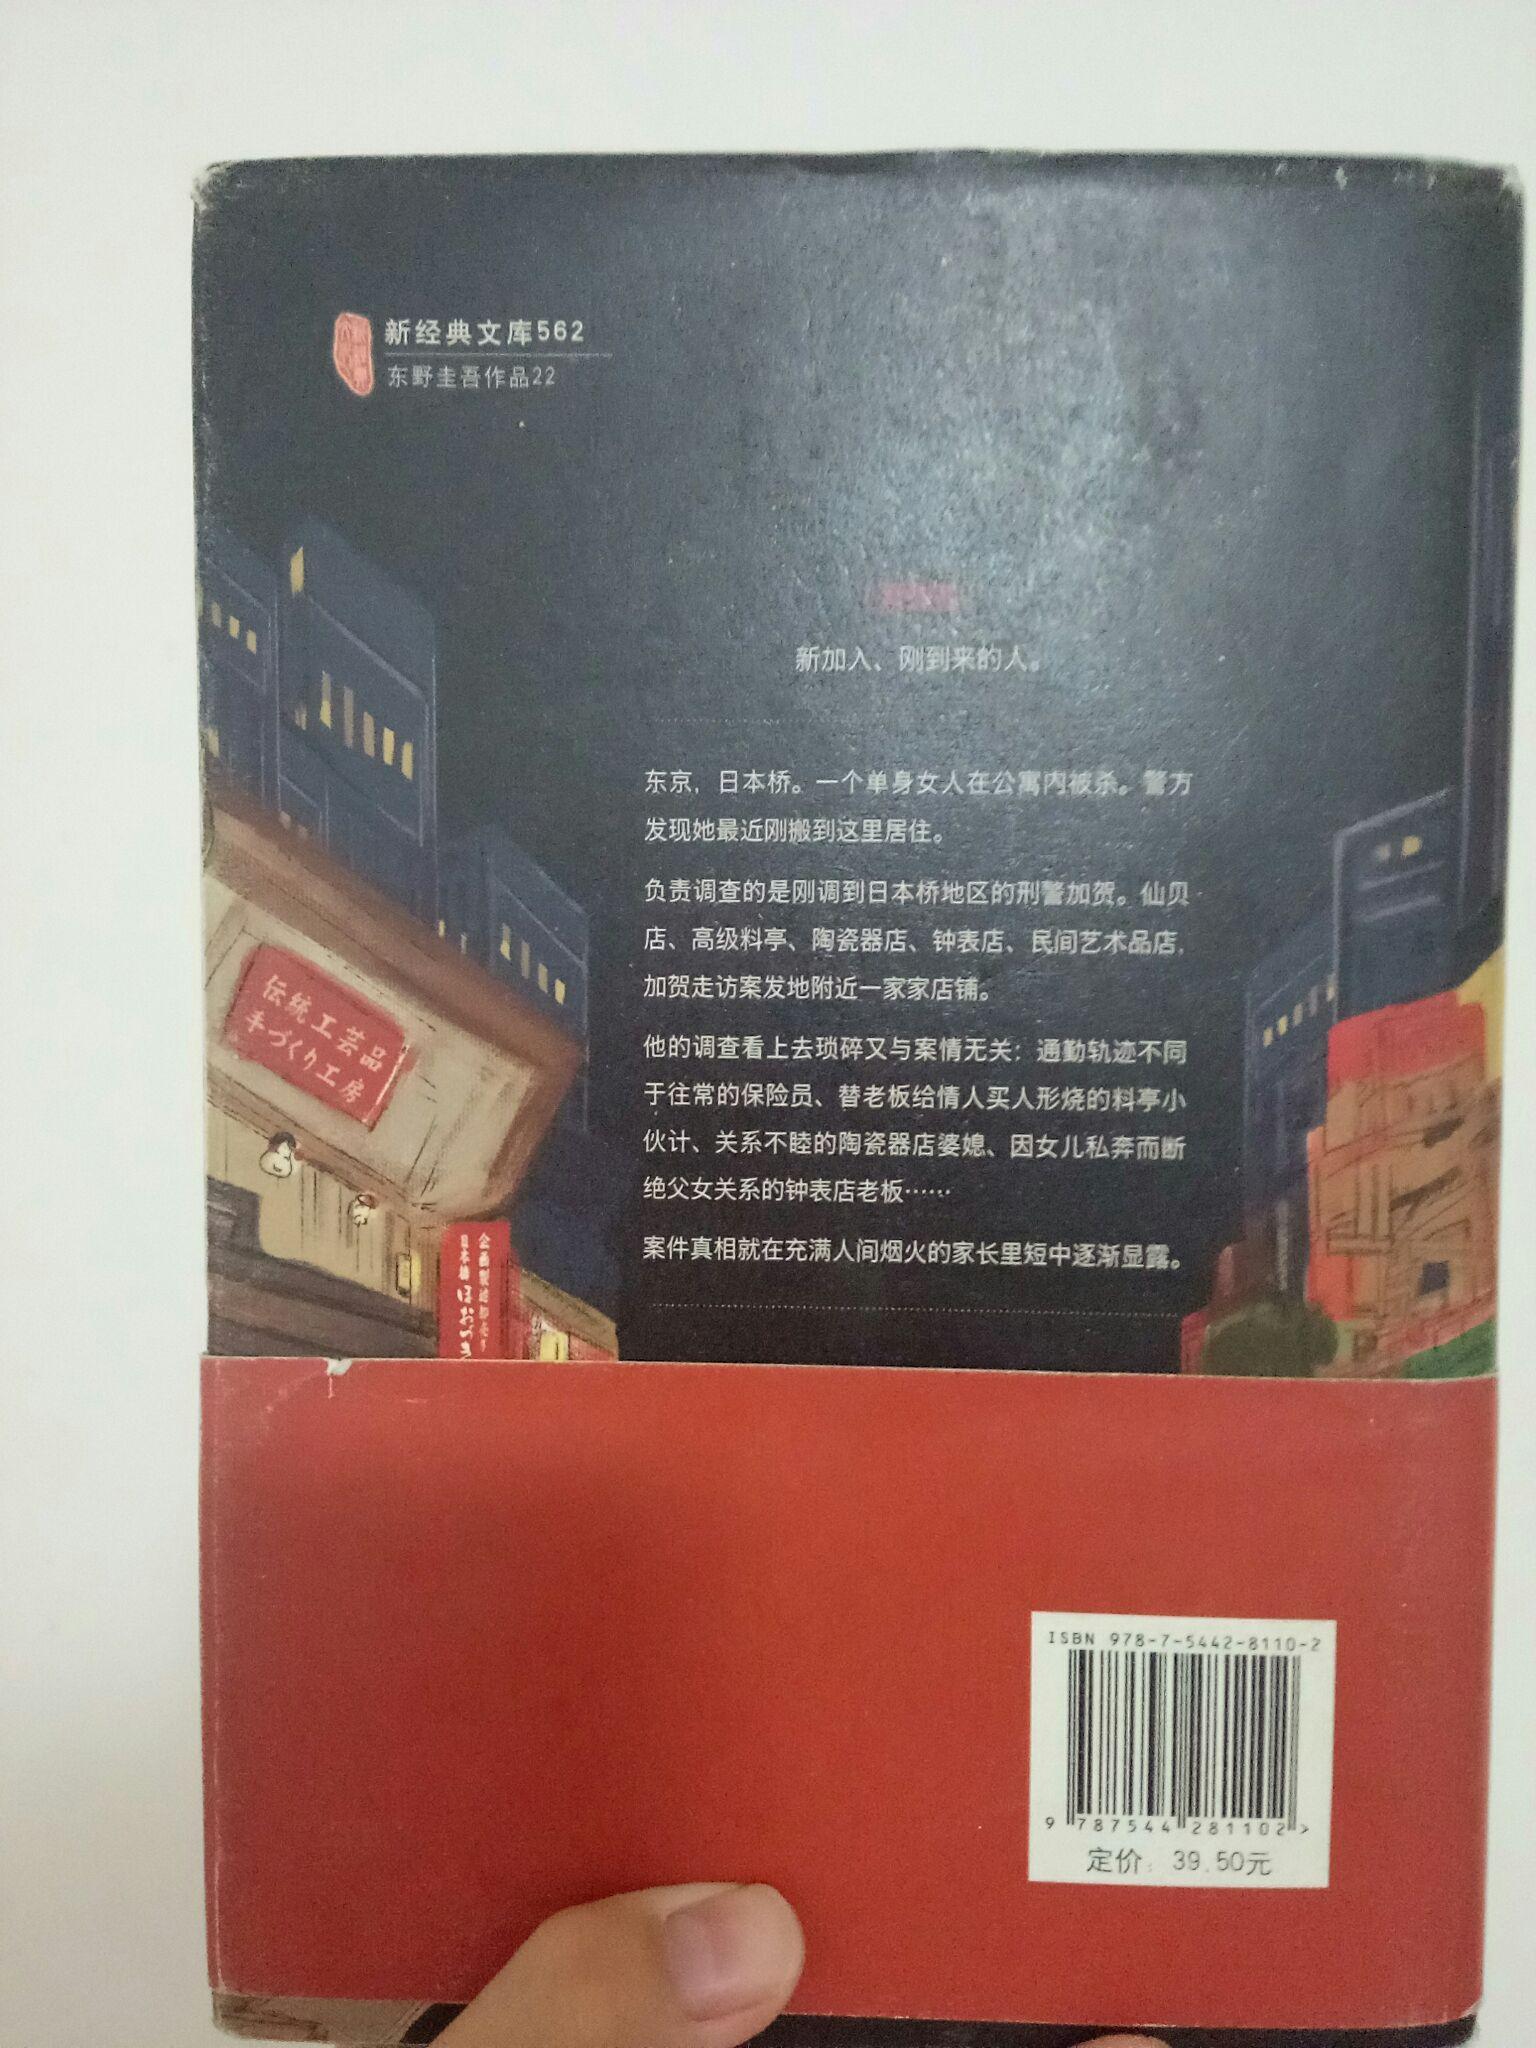 新经典文库562
东野圭吾作品22
新加入、刚到来的人。
东京，日本桥。一个单身女人在公寓内被杀。警方
发现她最近刚搬到这里居住。
负责调查的是刚调到日本桥地区的刑警加贺。仙贝
店、高级料亭、陶瓷器店、钟表店、民间艺术品店，
加贺走访案发地附近一家家店铺。
他的调查看上去琐碎又与案情无关：通勤轨迹不同
于往常的保险员、替老板给情人买人形烧的料亭小
伙计、关系不睦的陶瓷器店婆媳、因女儿私奔而断
绝父女关系的钟表店老板……
案件真相就在充满人间烟火的家长里短中逐渐显露。
伝統工芸品
手づくり工房
日本橋 ほおづき
ISBN 978-7-5442-8110-2
9 787544 281102 >
定价：39.50元